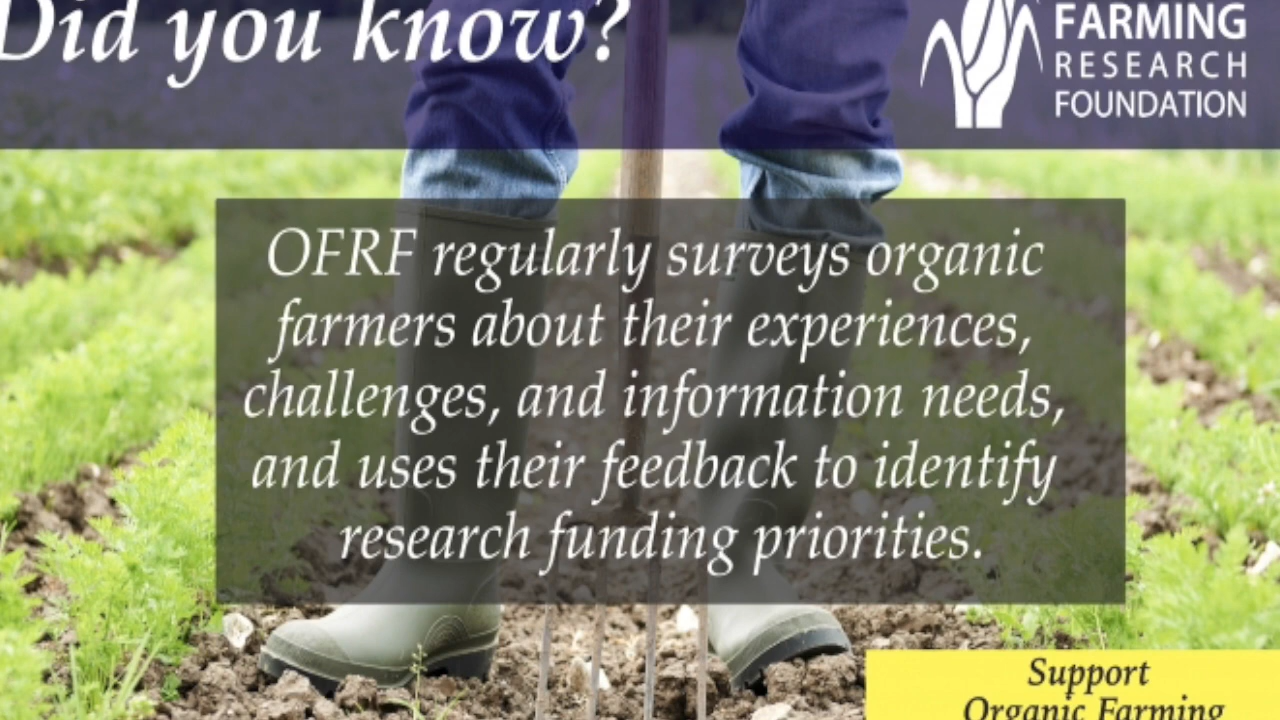 Did you know?
FARMING
RESEARCH
FOUNDATION
OFRF regularly surveys organic
farmers about their experiences,
challenges, and information needs,
and uses their feedback to identify
research funding priorities.
Support
Organic Farming